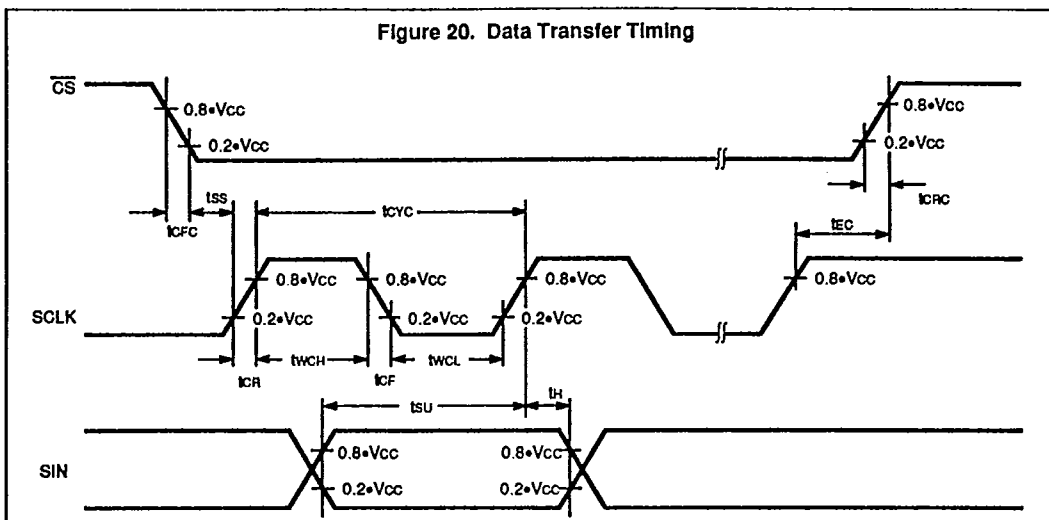 Figure 20. Data Transfer Timing
CS
0.8•Vcc
0.2•Vcc
0.8•Vcc
0.2•Vcc
tss
tCFC
tCYC
tCRC
tEC
SCLK
0.8•Vcc
0.2•Vcc
0.8•Vcc
0.2•Vcc
0.8•Vcc
0.2•Vcc
0.8•Vcc
tCR
tWCH
tCF
tWCL
tSU
tH
SIN
0.8•Vcc
0.2•Vcc
0.8•Vcc
0.2•Vcc